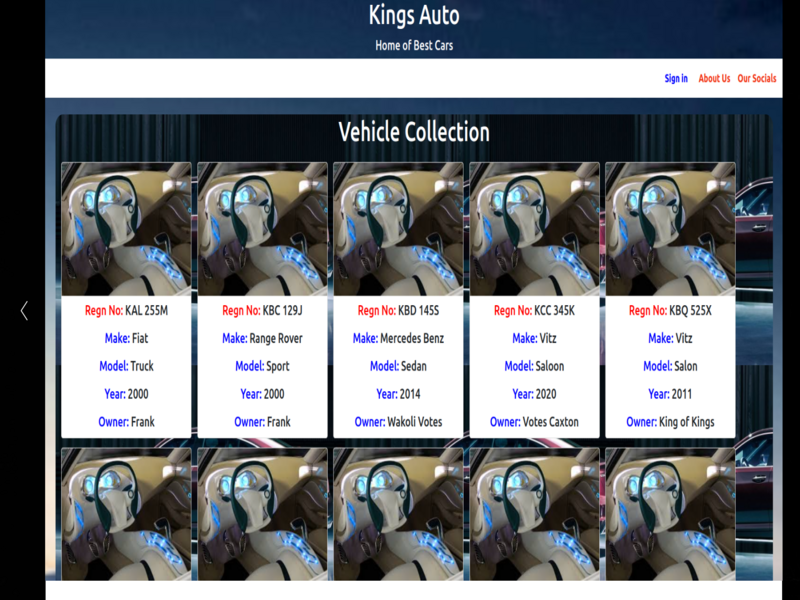 Kings Auto
Home of Best Cars
Sign in About Us Our Socials
Vehicle Collection
Regn No: KAL 255M
Make: Fiat
Model: Truck
Year: 2000
Owner: Frank
Regn No: KBC 129J
Make: Range Rover
Model: Sport
Year: 2000
Owner: Frank
Regn No: KBD 145S
Make: Mercedes Benz
Model: Sedan
Year: 2014
Owner: Wakoli Votes
Regn No: KCC 345K
Make: Vitz
Model: Saloon
Year: 2020
Owner: Votes Caxton
Regn No: KBQ 525X
Make: Vitz
Model: Salon
Year: 2011
Owner: King of Kings